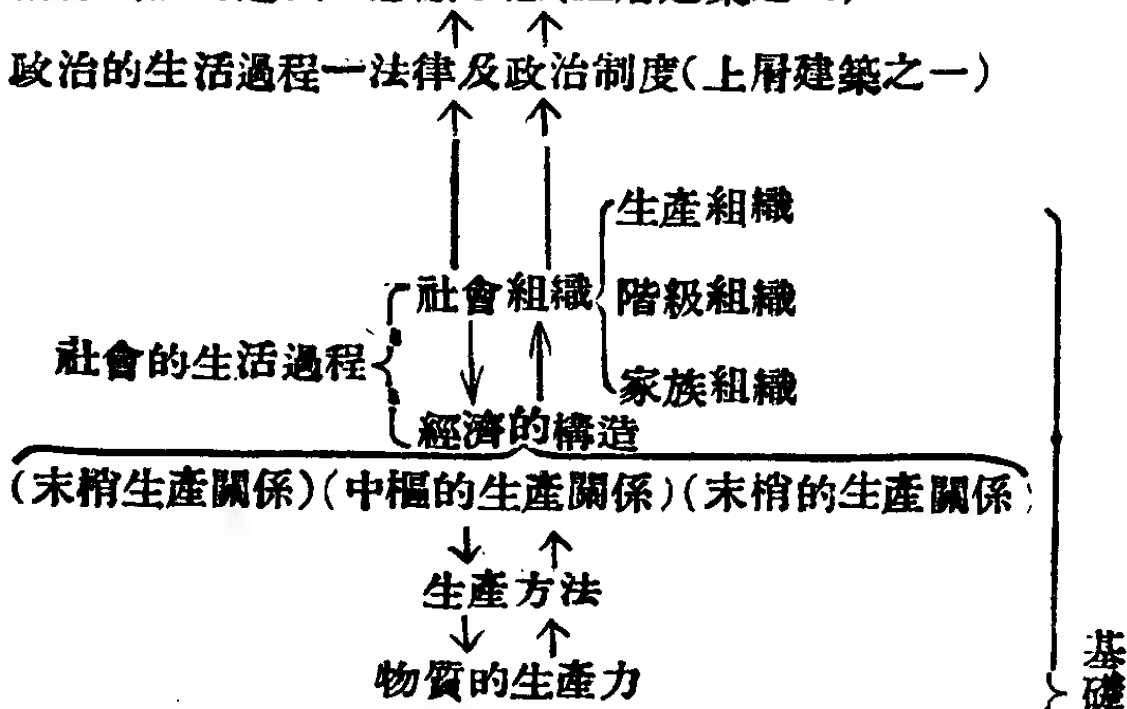 政治的生活過程一法律及政治制度(上層建築之一)
生產組織
社會組織
階級組織
社會的生活過程
家族組織
經濟的構造
(末梢生產關係)(中樞的生產關係)(末梢的生產關係)
生產方法
物質的生產力
基礎